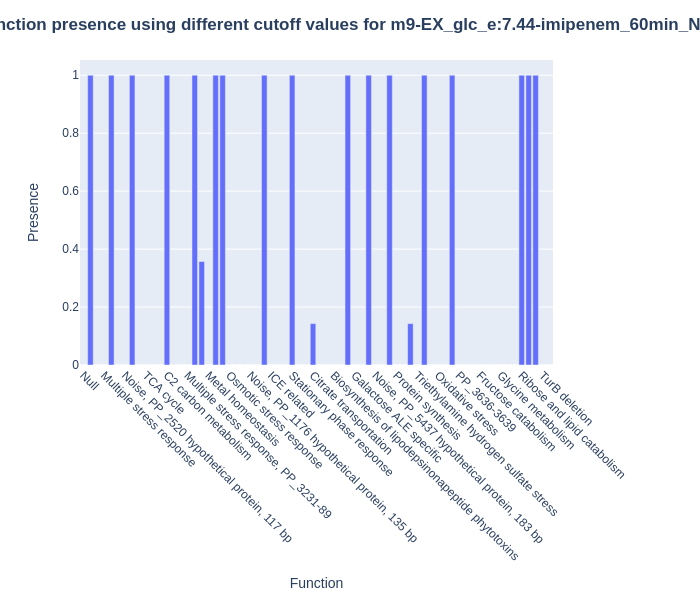 nction presence using different cutoff values for m9-EX_glc_e:7.44-imipenem_60min_N
Presence
1
0.8
0.6
0.4
0.2
0
Null
Multiple stress response
Noise, PP_2520 hypothetical protein, 117 bp
TCA cycle
C2 carbon metabolism
Multiple stress response, PP_3231-89
Metal homeostasis
Osmotic stress response
Noise, PP_1176 hypothetical protein, 135 bp
ICE related
Stationary phase response
Citrate transportation
Biosynthesis of lipodepsinonapeptide phytotoxins
Galactose ALE specific
Noise, PP_5437 hypothetical protein, 183 bp
Protein synthesis
Triethylamine hydrogen sulfate stress
Oxidative stress
PP_3636-3639
Fructose catabolism
Glycine metabolism
Ribose and lipid catabolism
TurB deletion
Function